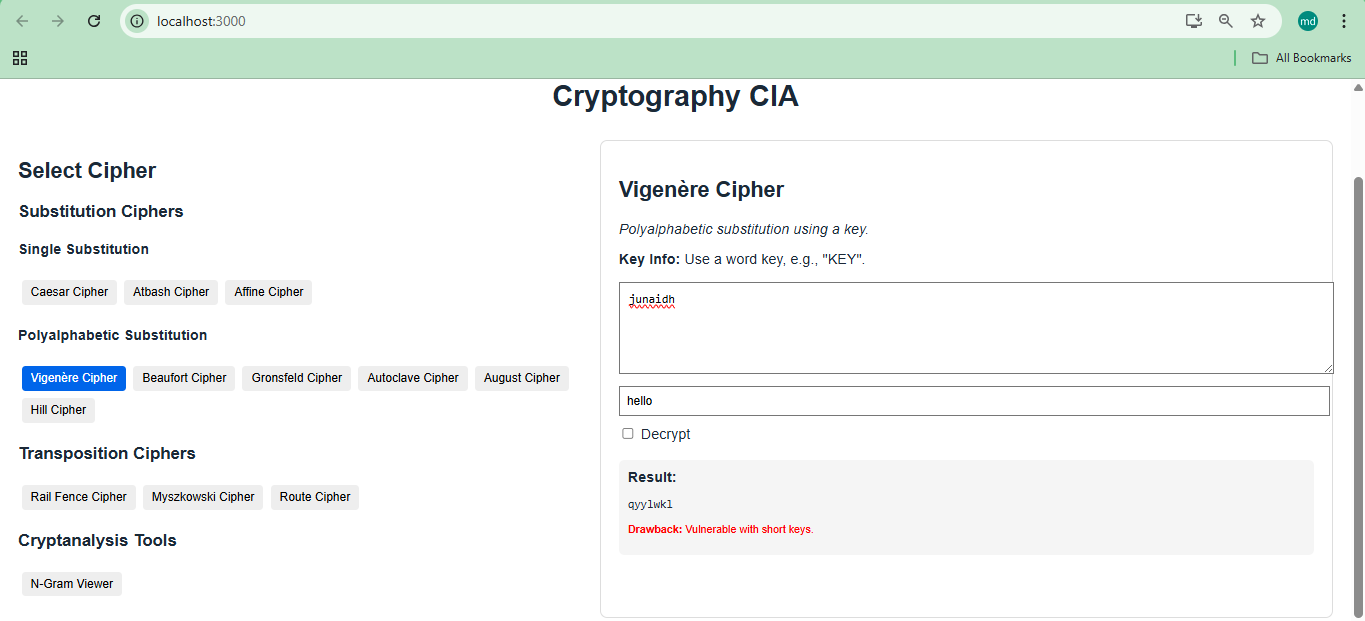 localhost:3000
md
All Bookmarks
Cryptography CIA
Select Cipher
Substitution Ciphers
Single Substitution
Caesar Cipher
Atbash Cipher
Affine Cipher
Polyalphabetic Substitution
Vigenère Cipher
Beaufort Cipher
Gronsfeld Cipher
Autoclave Cipher
August Cipher
Hill Cipher
Transposition Ciphers
Rail Fence Cipher
Myszkowski Cipher
Route Cipher
Cryptanalysis Tools
N-Gram Viewer
Vigenère Cipher
Polyalphabetic substitution using a key.
Key Info: Use a word key, e.g., "KEY".
junaidh
hello
Decrypt
Result:
qyylwkl
Drawback: Vulnerable with short keys.